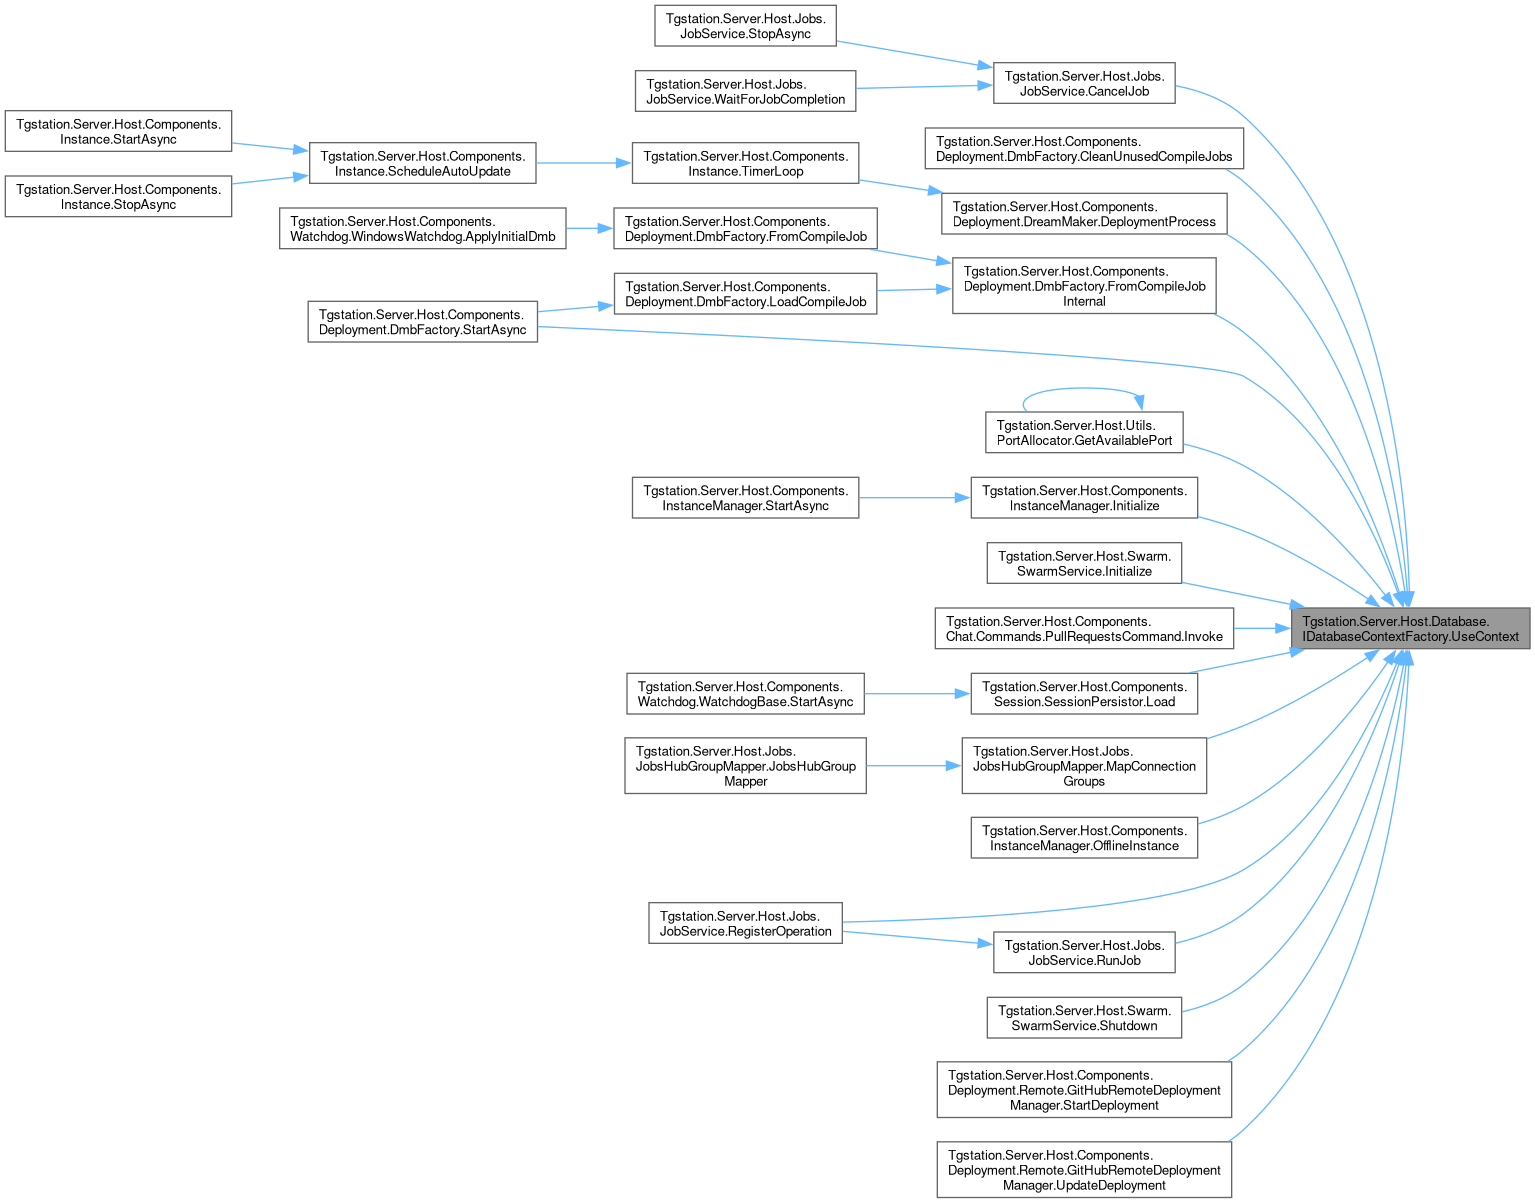 Tgstation.Server.Host.Jobs.
JobService.StopAsync
Tgstation.Server.Host.Jobs.
JobService.CancelJob
Tgstation.Server.Host.Jobs.
JobService.WaitForJobCompletion
Tgstation.Server.Host.Components.
Instance.StartAsync
Tgstation.Server.Host.Components.
Deployment.DmbFactory.CleanUnusedCompileJobs
Tgstation.Server.Host.Components.
Instance.ScheduleAutoUpdate
Tgstation.Server.Host.Components.
Instance.TimerLoop
Tgstation.Server.Host.Components.
Instance.StopAsync
Tgstation.Server.Host.Components.
Deployment.DreamMaker.DeploymentProcess
Tgstation.Server.Host.Components.
Watchdog.WindowsWatchdog.ApplyInitialDmb
Tgstation.Server.Host.Components.
Deployment.DmbFactory.FromCompileJob
Tgstation.Server.Host.Components.
Deployment.DmbFactory.FromCompileJob
Internal
Tgstation.Server.Host.Components.
Deployment.DmbFactory.LoadCompileJob
Tgstation.Server.Host.Components.
Deployment.DmbFactory.StartAsync
Tgstation.Server.Host.Utils.
PortAllocator.GetAvailablePort
Tgstation.Server.Host.Components.
InstanceManager.StartAsync
Tgstation.Server.Host.Components.
InstanceManager.Initialize
Tgstation.Server.Host.Swarm.
SwarmService.Initialize
Tgstation.Server.Host.Components.
Chat.Commands.PullRequestsCommand.Invoke
Tgstation.Server.Host.Database.
IDatabaseContextFactory.UseContext
Tgstation.Server.Host.Components.
Watchdog.WatchdogBase.StartAsync
Tgstation.Server.Host.Components.
Session.SessionPersistor.Load
Tgstation.Server.Host.Jobs.
JobsHubGroupMapper.JobsHubGroup
Mapper
Tgstation.Server.Host.Jobs.
JobsHubGroupMapper.MapConnection
Groups
Tgstation.Server.Host.Components.
InstanceManager.OfflineInstance
Tgstation.Server.Host.Jobs.
JobService.RegisterOperation
Tgstation.Server.Host.Jobs.
JobService.RunJob
Tgstation.Server.Host.Swarm.
SwarmService.Shutdown
Tgstation.Server.Host.Components.
Deployment.Remote.GitHubRemoteDeployment
Manager.StartDeployment
Tgstation.Server.Host.Components.
Deployment.Remote.GitHubRemoteDeployment
Manager.UpdateDeployment